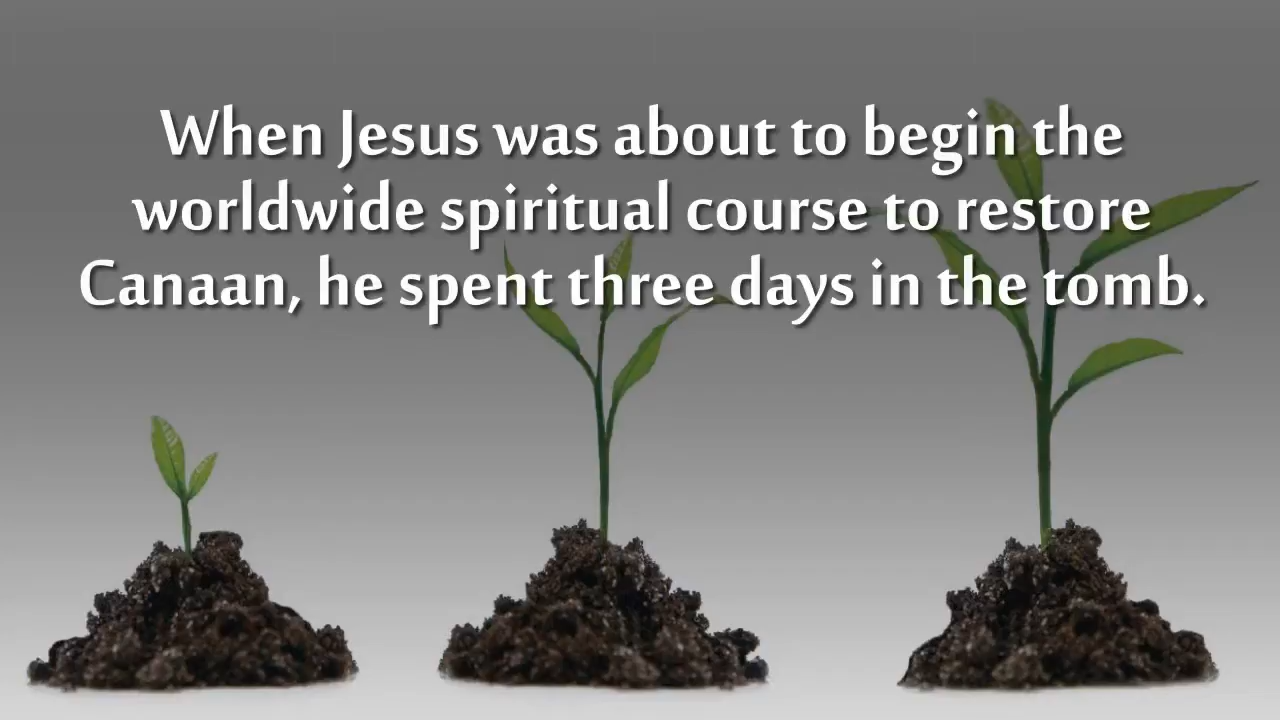 When Jesus was about to begin the
worldwide spiritual course to restore
Canaan, he spent three days in the tomb.